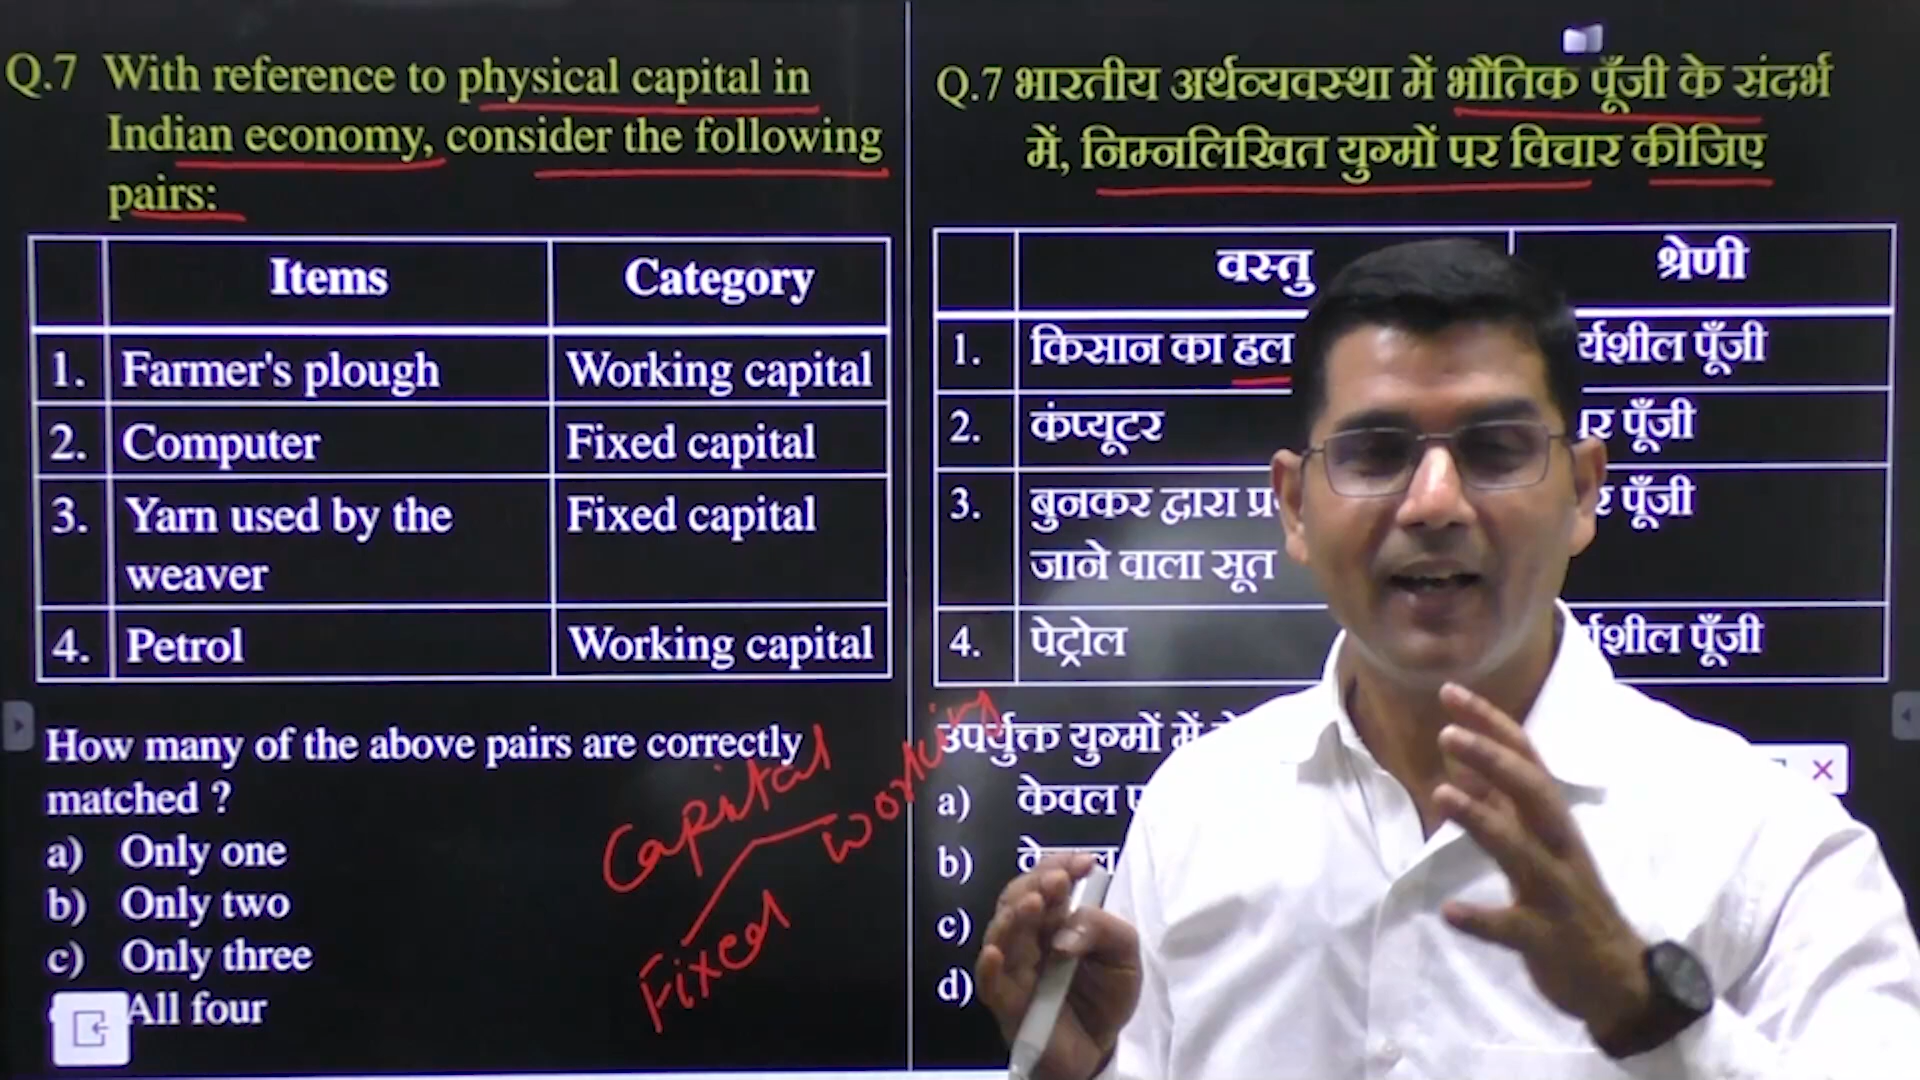 Q.7 With reference to physical capital in
Indian economy, consider the following
pairs:
Items Category
1. Farmer's plough Working capital
2. Computer Fixed capital
3. Yarn used by the Fixed capital
weaver
4. Petrol Working capital
How many of the above pairs are correctly
matched ?
a) Only one
b) Only two
c) Only three
All four
Capital
Fixed
working
Q.7 भारतीय अर्थव्यवस्था में भौतिक पूँजी के संदर्भ
में, निम्नलिखित युग्मों पर विचार कीजिए
वस्तु श्रेणी
1. किसान का हल पूँजी
2. कंप्यूटर पूँजी
3. बुनकर द्वारा पूँजी
जाने वाला सूत
4. पेट्रोल पूँजी
उपर्युक्त युग्मों में
a) केवल
b)
c)
d)